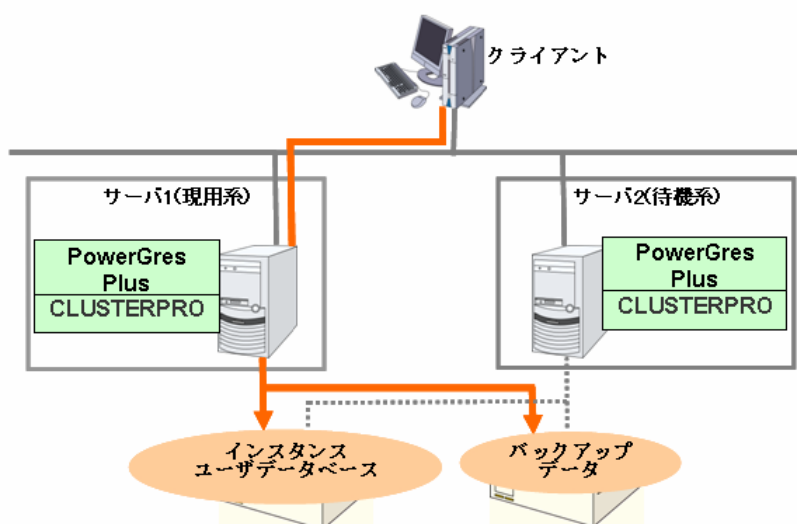 クライアント
サーバ1(現用系)
PowerGres
Plus
CLUSTERPRO
サーバ2(待機系)
PowerGres
Plus
CLUSTERPRO
インスタンス
ユーザデータベース
バックアップ
データ